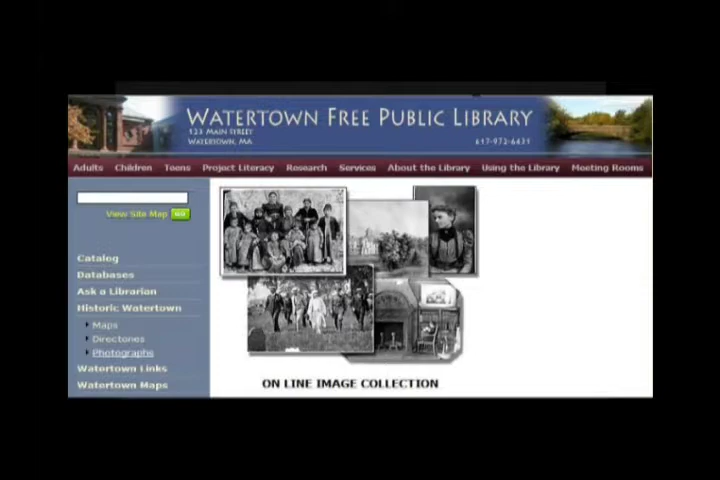 WATERTOWN FREE PUBLIC LIBRARY
123 MAIN STREET
WATERTOWN, MA
617-972-6431
Adults Children Teens Project Literacy Research Services About the Library Using the Library Meeting Rooms
View Site Map GO
Catalog
Databases
Ask a Librarian
Historic Watertown
Maps
Directories
Photographs
Watertown Links
Watertown Maps
ON LINE IMAGE COLLECTION